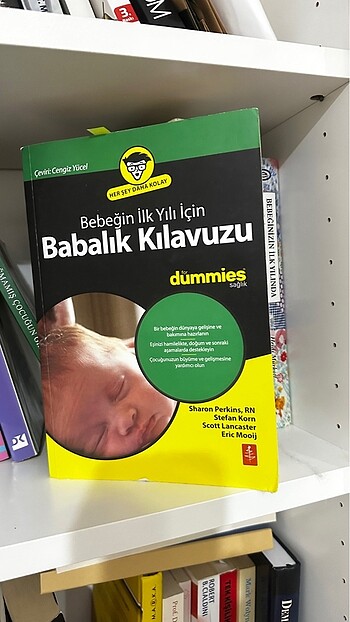 Çeviri: Cengiz Yücel
HER ŞEY DAHA KOLAY
Bebeğin İlk Yılı İçin
Babalık Kılavuzu
for
dummies
sağlık
Bir bebeğin dünyaya gelişine ve
bakımına hazırlanın
Eşinizi hamilelikte, doğum ve sonraki
aşamalarda destekleyin
Çocuğunuzun büyüme ve gelişmesine
yardımcı olun
Sharon Perkins, RN
Stefan Korn
Scott Lancaster
Eric Mooij
BEBEĞİNİZİN İLK YILINDA
DK
ROBERT B. CIALDINI